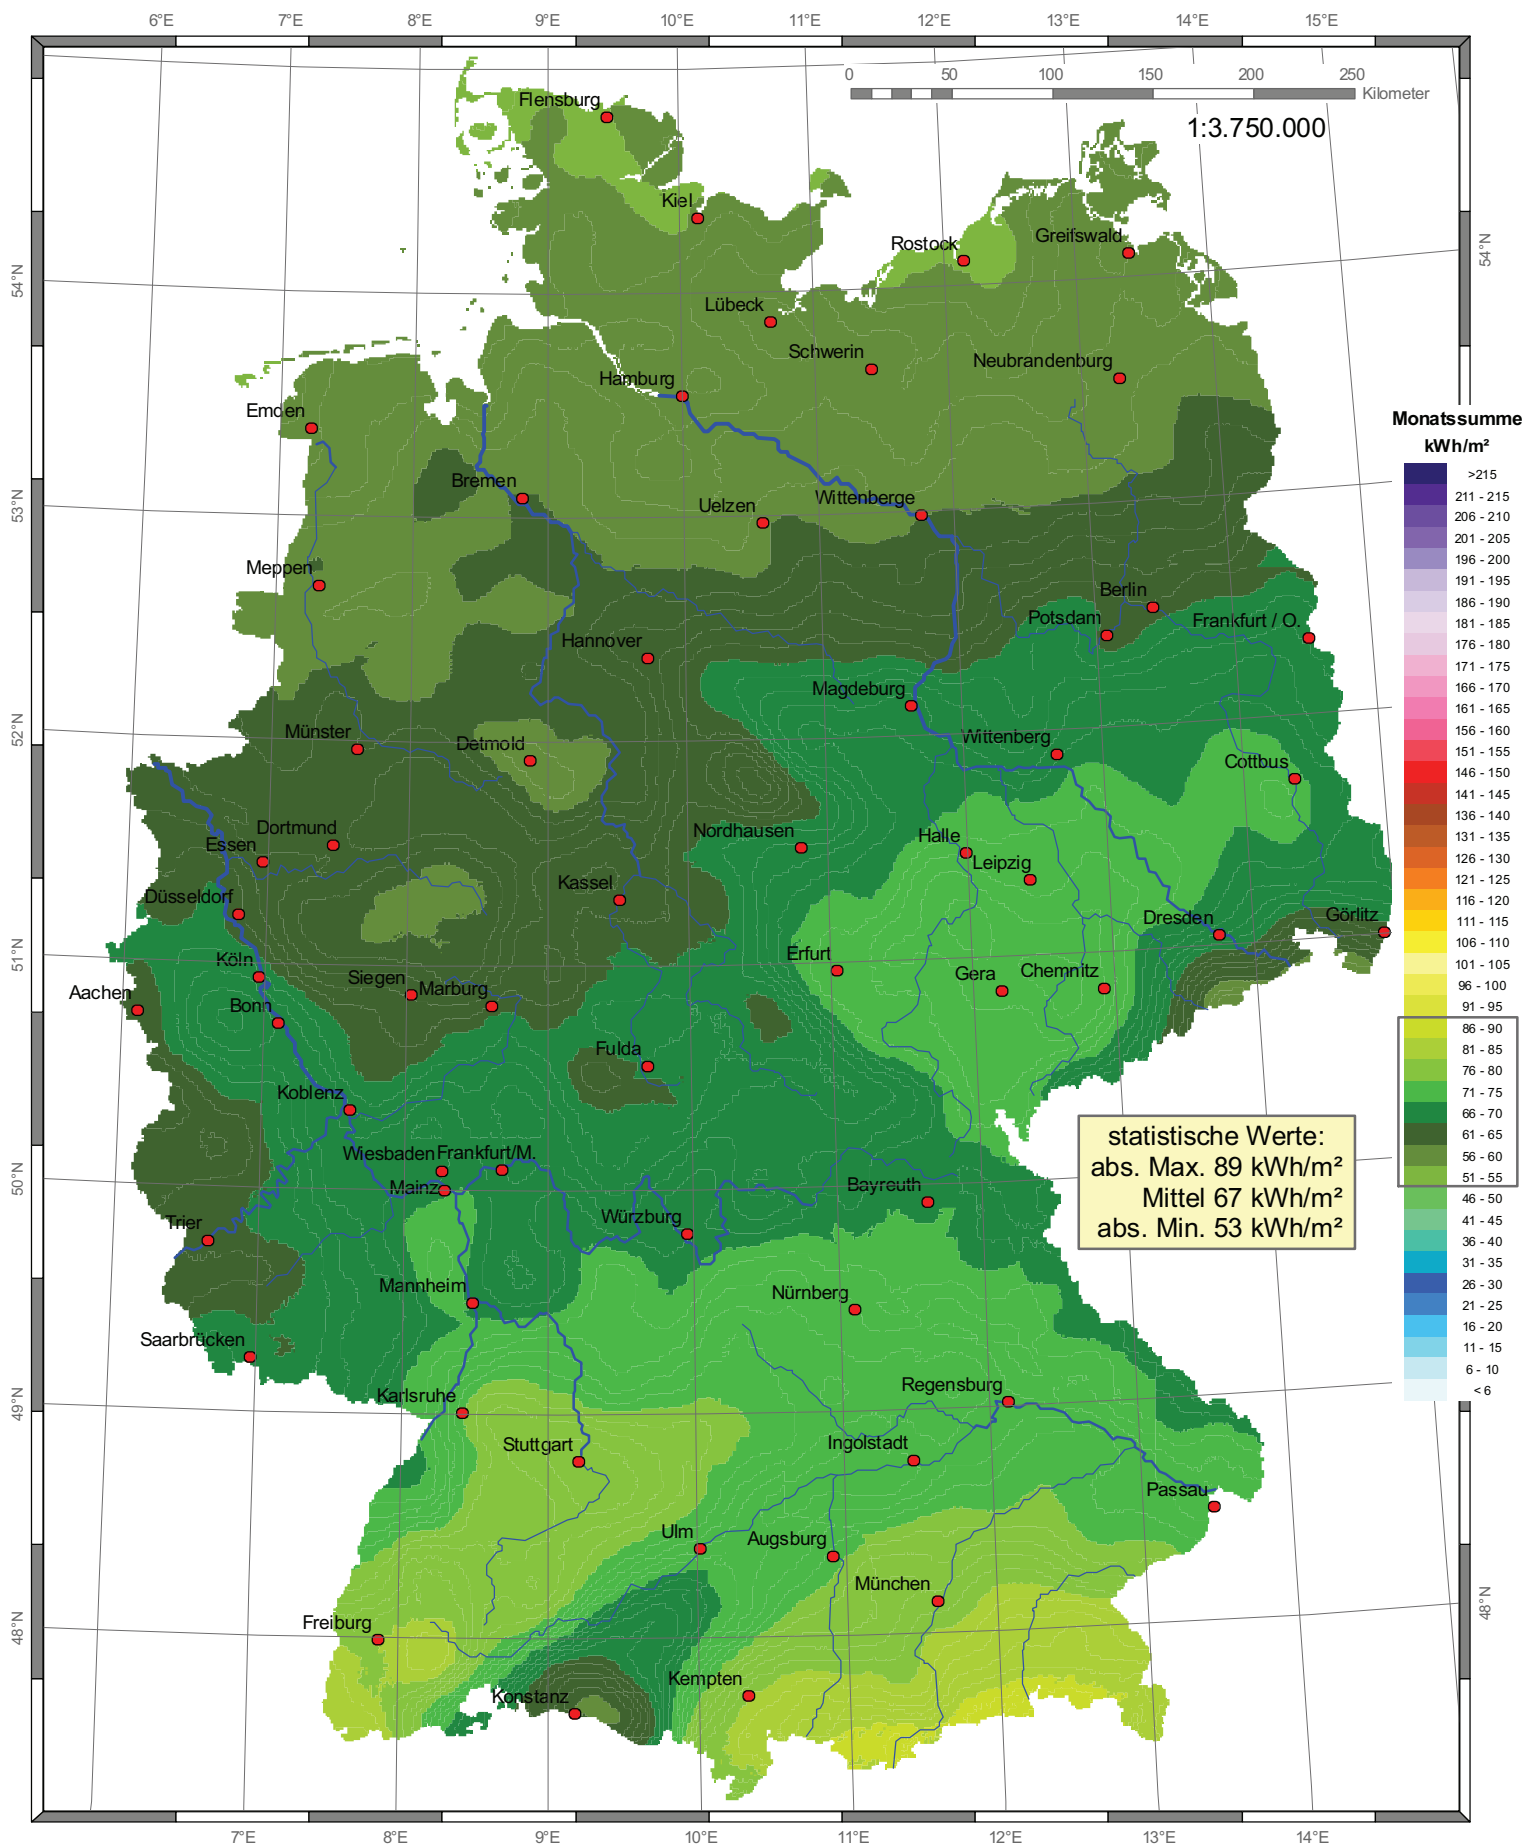 6°E 7°E 8°E 9°E 10°E 11°E 12°E 13°E 14°E 15°E
0 50 100 150 200 250
Kilometer
1:3.750.000
Flensburg
Kiel
Rostock
Greifswald
54°N
54°N
Lübeck
Schwerin
Neubrandenburg
Hamburg
Emden
Bremen
Uelzen
Wittenberge
53°N
Meppen
Berlin
Potsdam
Frankfurt / O.
Hannover
Magdeburg
52°N
Münster
Detmold
Wittenberg
Cottbus
Dortmund
Essen
Nordhausen
Halle
Leipzig
Düsseldorf
Kassel
Dresden
Görlitz
51°N
Köln
Erfurt
Siegen
Marburg
Gera
Chemnitz
Aachen
Bonn
Fulda
Koblenz
Wiesbaden
Frankfurt/M.
Mainz
50°N
Bayreuth
Trier
Würzburg
Mannheim
Nürnberg
Saarbrücken
49°N
Karlsruhe
Regensburg
Stuttgart
Ingolstadt
Passau
Ulm
Augsburg
München
48°N
48°N
Freiburg
Kempten
Konstanz
Monatssumme
kWh/m²
>215
211 - 215
206 - 210
201 - 205
196 - 200
191 - 195
186 - 190
181 - 185
176 - 180
171 - 175
166 - 170
161 - 165
156 - 160
151 - 155
146 - 150
141 - 145
136 - 140
131 - 135
126 - 130
121 - 125
116 - 120
111 - 115
106 - 110
101 - 105
96 - 100
91 - 95
86 - 90
81 - 85
76 - 80
71 - 75
66 - 70
61 - 65
56 - 60
51 - 55
46 - 50
41 - 45
36 - 40
31 - 35
26 - 30
21 - 25
16 - 20
11 - 15
6 - 10
< 6
statistische Werte:
abs. Max. 89 kWh/m²
Mittel 67 kWh/m²
abs. Min. 53 kWh/m²
7°E 8°E 9°E 10°E 11°E 12°E 13°E 14°E